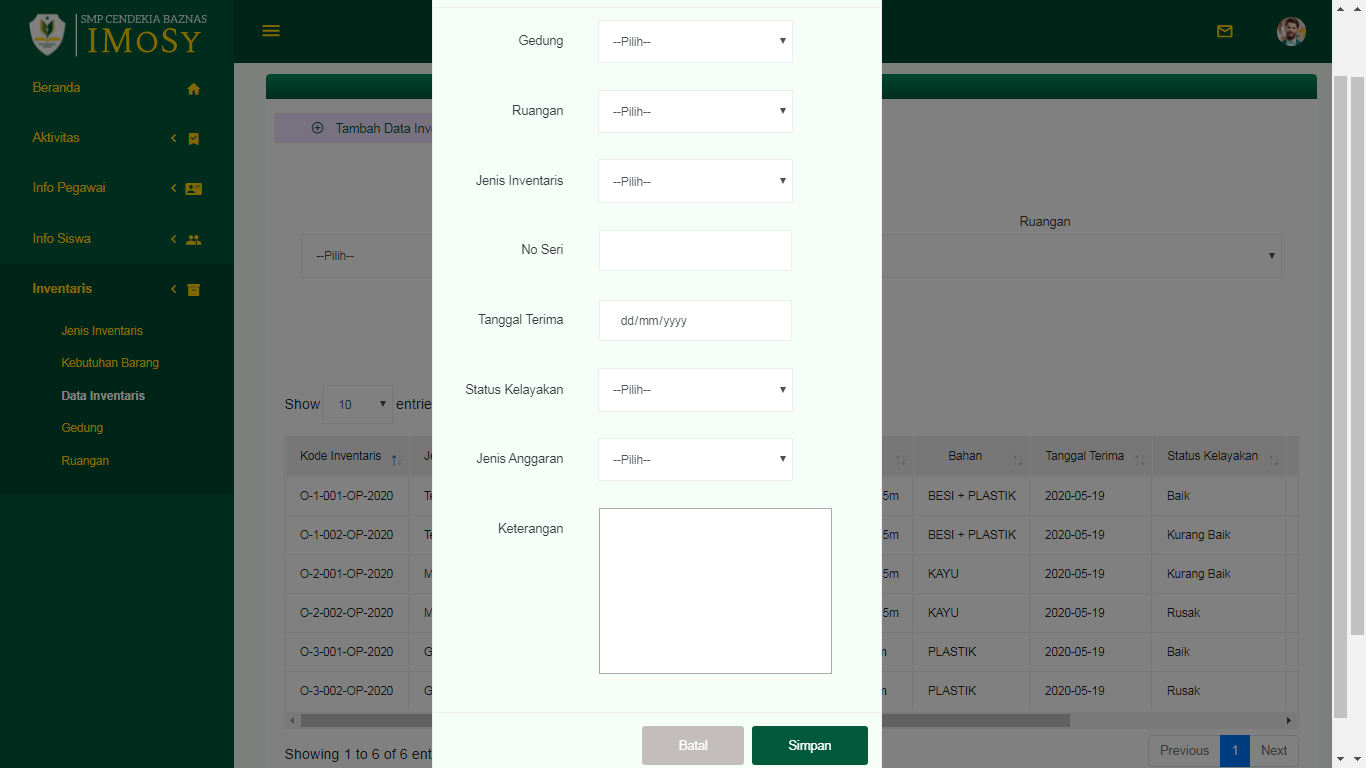 SMP CENDEKIA BAZNAS
IMoSy
Beranda
Aktivitas
Info Pegawai
Info Siswa
Inventaris
Jenis Inventaris
Kebutuhan Barang
Data Inventaris
Gedung
Ruangan
Tambah Data Inv
Ruangan
--Pilih--
Show 10 entrie
Kode Inventaris Je Bahan Tanggal Terima Status Kelayakan
O-1-001-OP-2020 Te 5m BESI + PLASTIK 2020-05-19 Baik
O-1-002-OP-2020 Te 5m BESI + PLASTIK 2020-05-19 Kurang Baik
O-2-001-OP-2020 M 5m KAYU 2020-05-19 Kurang Baik
O-2-002-OP-2020 M 5m KAYU 2020-05-19 Rusak
O-3-001-OP-2020 G PLASTIK 2020-05-19 Baik
O-3-002-OP-2020 G PLASTIK 2020-05-19 Rusak
Showing 1 to 6 of 6 ent
Previous 1 Next
Gedung --Pilih--
Ruangan --Pilih--
Jenis Inventaris --Pilih--
No Seri
Tanggal Terima dd/mm/yyyy
Status Kelayakan --Pilih--
Jenis Anggaran --Pilih--
Keterangan
Batal Simpan